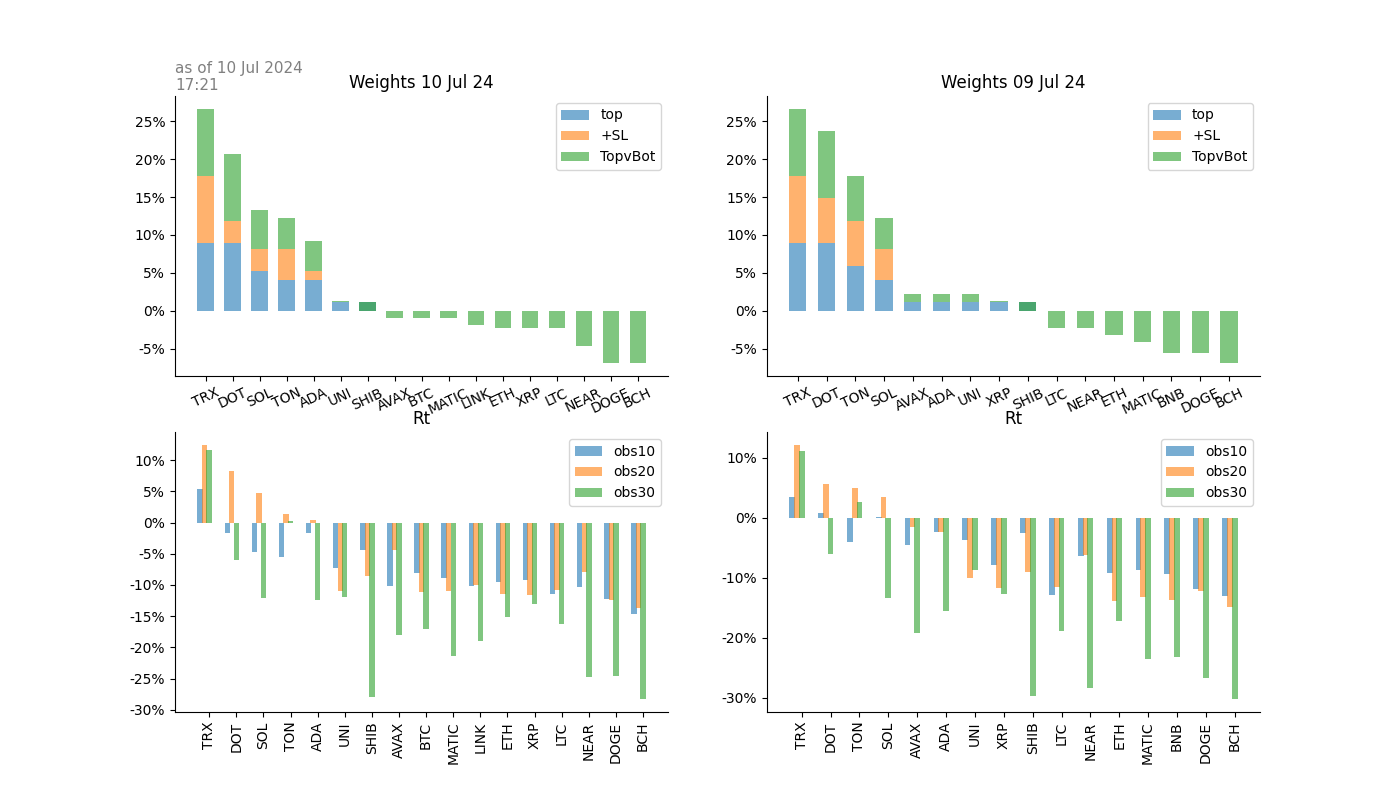 as of 10 Jul 2024
17:21
Weights 10 Jul 24
25%
20%
15%
10%
5%
0%
-5%
top
+SL
TopvBot
TRX DOT SOL TON ADA UNI SHIB AVAX BTC MATIC LINK ETH XRP LTC NEAR DOGE BCH
Weights 09 Jul 24
25%
20%
15%
10%
5%
0%
-5%
top
+SL
TopvBot
TRX DOT TON SOL AVAX ADA UNI XRP SHIB LTC NEAR ETH MATIC BNB DOGE BCH
Rt
10%
5%
0%
-5%
-10%
-15%
-20%
-25%
-30%
obs10
obs20
obs30
TRX DOT SOL TON ADA UNI SHIB AVAX BTC MATIC LINK ETH XRP LTC NEAR DOGE BCH
Rt
10%
0%
-10%
-20%
-30%
obs10
obs20
obs30
TRX DOT TON SOL AVAX ADA UNI XRP SHIB LTC NEAR ETH MATIC BNB DOGE BCH